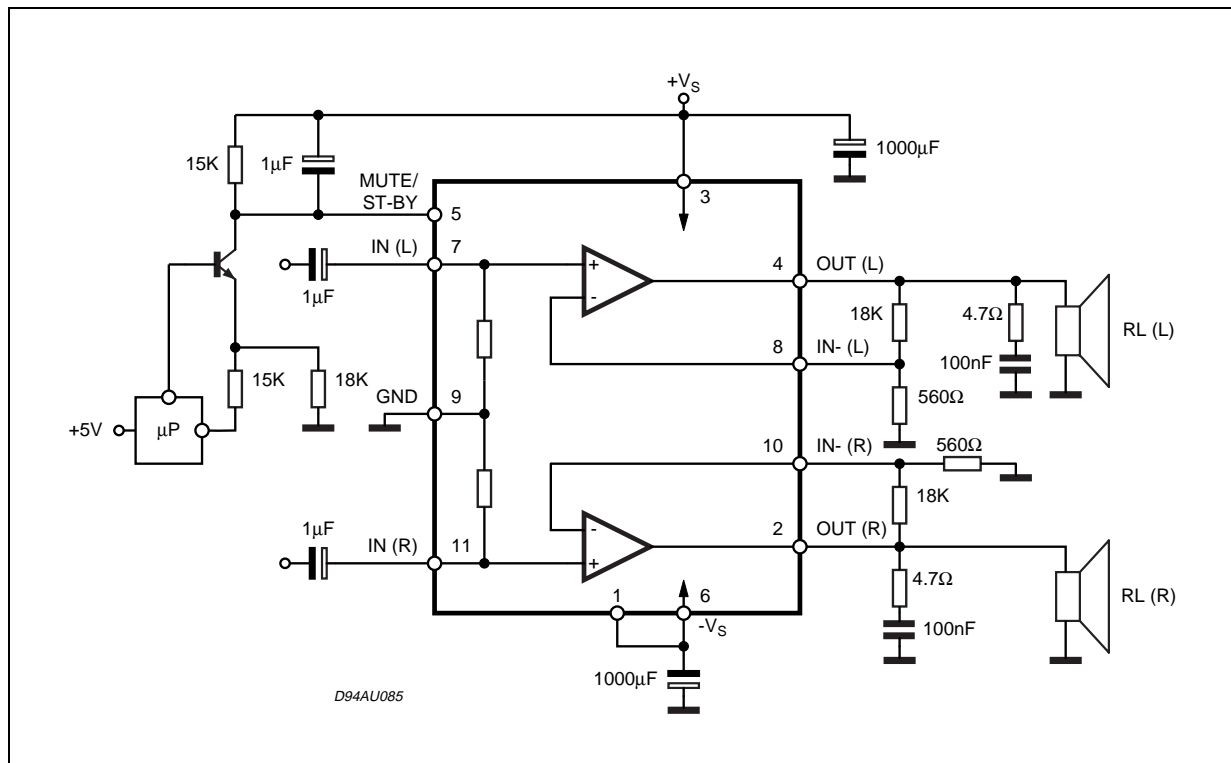 +VS
1000µF
15K
1µF
MUTE/
ST-BY
3
5
IN (L)
7
1µF
4
OUT (L)
18K
4.7Ω
RL (L)
8
IN- (L)
100nF
15K
18K
GND
9
560Ω
+5V
µP
10
IN- (R)
560Ω
18K
1µF
IN (R)
11
2
OUT (R)
4.7Ω
RL (R)
1
6
-VS
100nF
1000µF
D94AU085